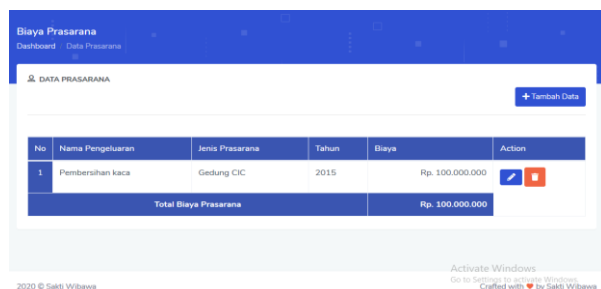 Biaya Prasarana
Dashboard Data Prasarana
DATA PRASARANA
+ Tambah Data
No Nama Pengeluaran Jenis Prasarana Tahun Biaya Action
1 Pembersihan kaca Gedung CIC 2015 Rp. 100.000.000
Total Biaya Prasarana Rp. 100.000.000
Activate Windows
Go to Settings to activate Windows.
2020 © Sakti Wibawa Crafted with ❤ by Sakti Wibawa